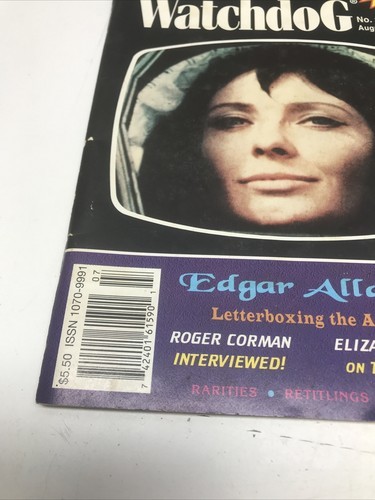 WatchdoG®
No.
Aug
Edgar Alla
Letterboxing the A
ROGER CORMAN
INTERVIEWED!
ELIZA
ON T
RARITIES • RETITLINGS
$5.50 ISSN 1070-9991
07
7 42401 61590 1